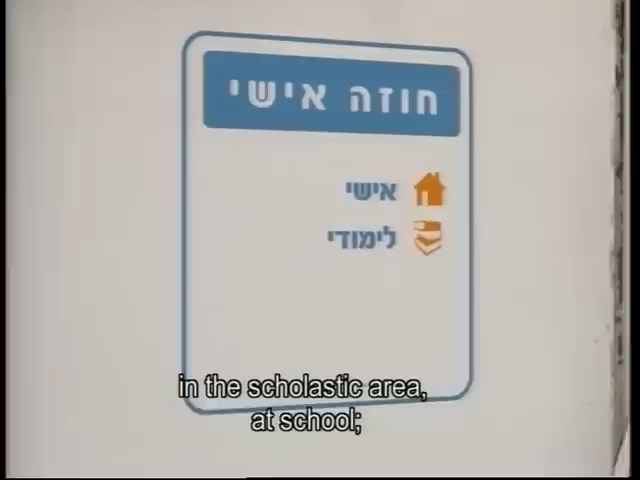 חוזה אישי
אישי
לימודי
in the scholastic area,
at school;